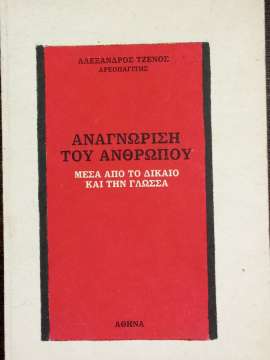 ΑΛΕΞΑΝΔΡΟΣ ΤΖΕΝΟΣ
ΑΡΕΟΠΑΓΙΤΗΣ
ΑΝΑΓΝΩΡΙΣΗ
ΤΟΥ ΑΝΘΡΩΠΟΥ
ΜΕΣΑ ΑΠΟ ΤΟ ΔΙΚΑΙΟ
ΚΑΙ ΤΗΝ ΓΛΩΣΣΑ
ΑΘΗΝΑ